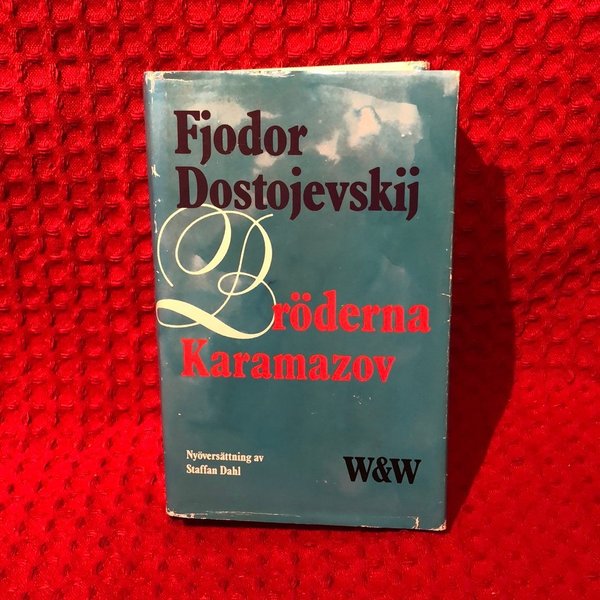 Fjodor
Dostojevskij
Bröderna
Karamazov
Nyöversättning av
Staffan Dahl
W&W